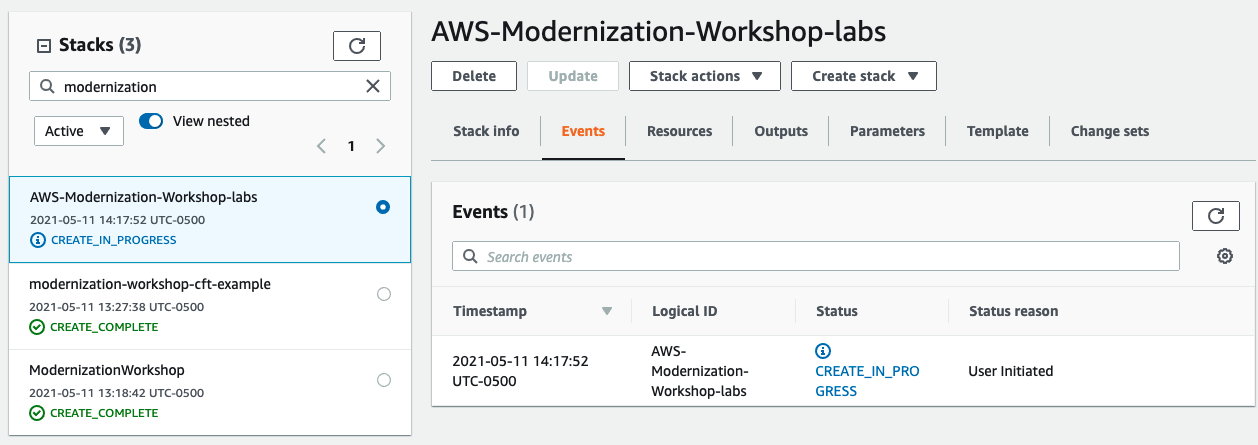 Stacks (3)
modernization
Active
View nested
1
AWS-Modernization-Workshop-labs
2021-05-11 14:17:52 UTC-0500
CREATE_IN_PROGRESS
modernization-workshop-cft-example
2021-05-11 13:27:38 UTC-0500
CREATE_COMPLETE
ModernizationWorkshop
2021-05-11 13:18:42 UTC-0500
CREATE_COMPLETE
AWS-Modernization-Workshop-labs
Delete Update Stack actions Create stack
Stack info Events Resources Outputs Parameters Template Change sets
Events (1)
Search events
Timestamp Logical ID Status Status reason
2021-05-11 14:17:52
UTC-0500
AWS-
Modernization-
Workshop-labs
CREATE_IN_PRO
GRESS
User Initiated